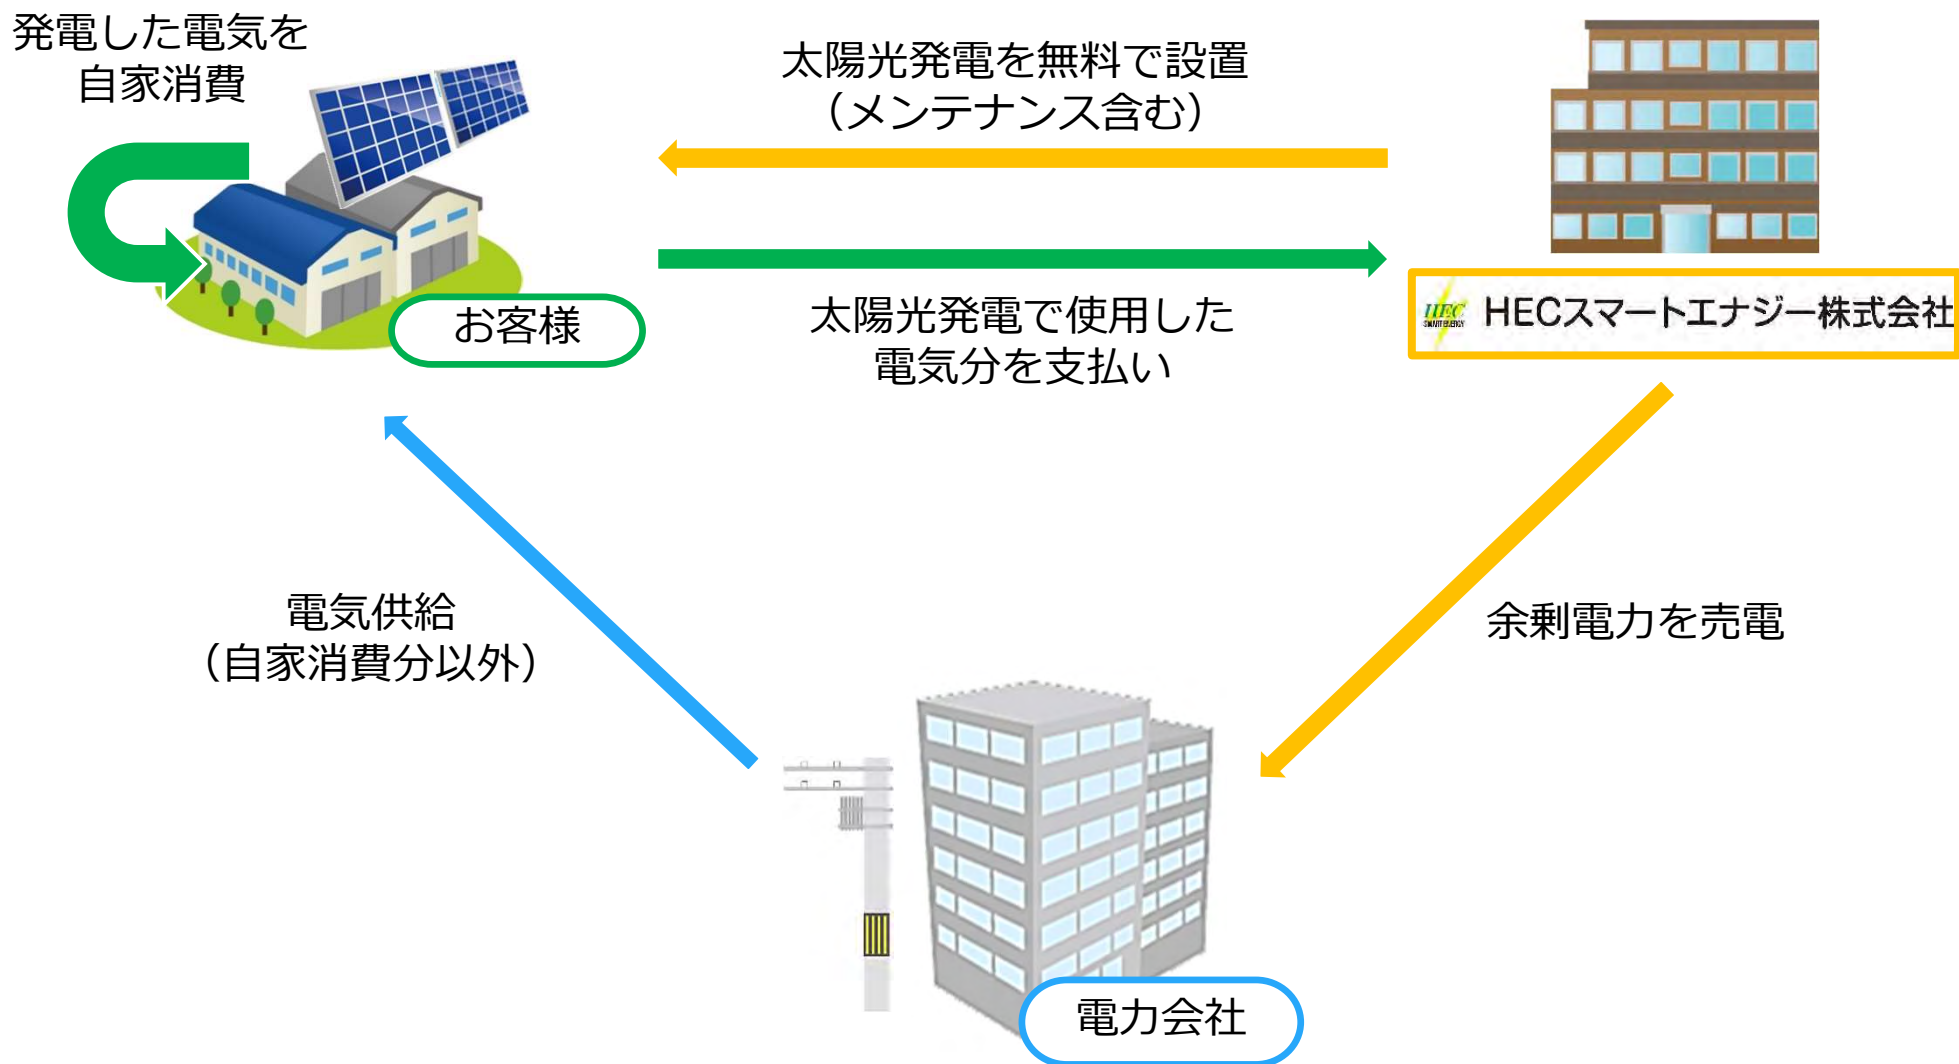 発電した電気を
自家消費
太陽光発電を無料で設置
（メンテナンス含む）
お客様
太陽光発電で使用した
電気分を支払い
HEC
SMART ENERGY
HECスマートエナジー株式会社
電気供給
（自家消費分以外）
余剰電力を売電
電力会社